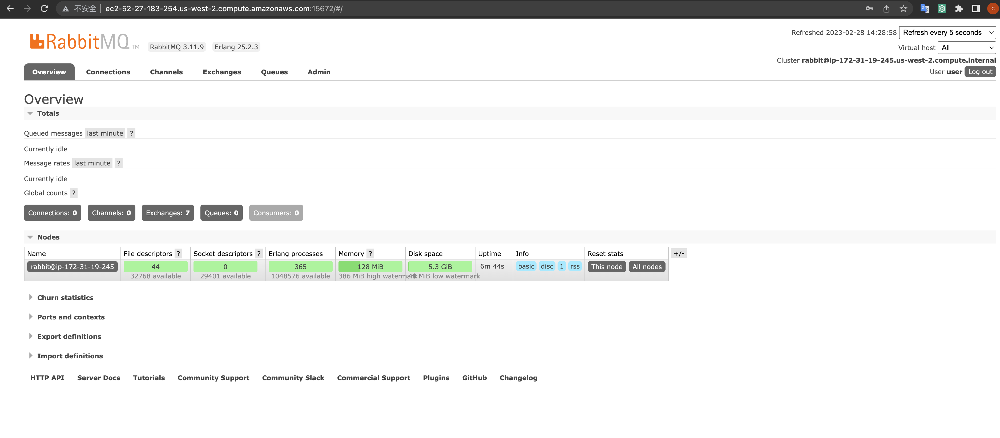 不安全 ec2-52-27-183-254.us-west-2.compute.amazonaws.com:15672/#/ C
RabbitMQ TM RabbitMQ 3.11.9 Erlang 25.2.3
Refreshed 2023-02-28 14:28:58 Refresh every 5 seconds
Virtual host All
Cluster rabbit@ip-172-31-19-245.us-west-2.compute.internal
User user Log out
Overview Connections Channels Exchanges Queues Admin
Overview
Totals
Queued messages last minute ?
Currently idle
Message rates last minute ?
Currently idle
Global counts ?
Connections: 0 Channels: 0 Exchanges: 7 Queues: 0 Consumers: 0
Nodes
Name File descriptors ? Socket descriptors ? Erlang processes Memory ? Disk space Uptime Info Reset stats +/-
rabbit@ip-172-31-19-245 44 0 365 128 MiB 5.3 GiB 6m 44s basic disc 1 rss This node All nodes
32768 available 29401 available 1048576 available 386 MiB high watermark 48 MiB low watermark
Churn statistics
Ports and contexts
Export definitions
Import definitions
HTTP API Server Docs Tutorials Community Support Community Slack Commercial Support Plugins GitHub Changelog